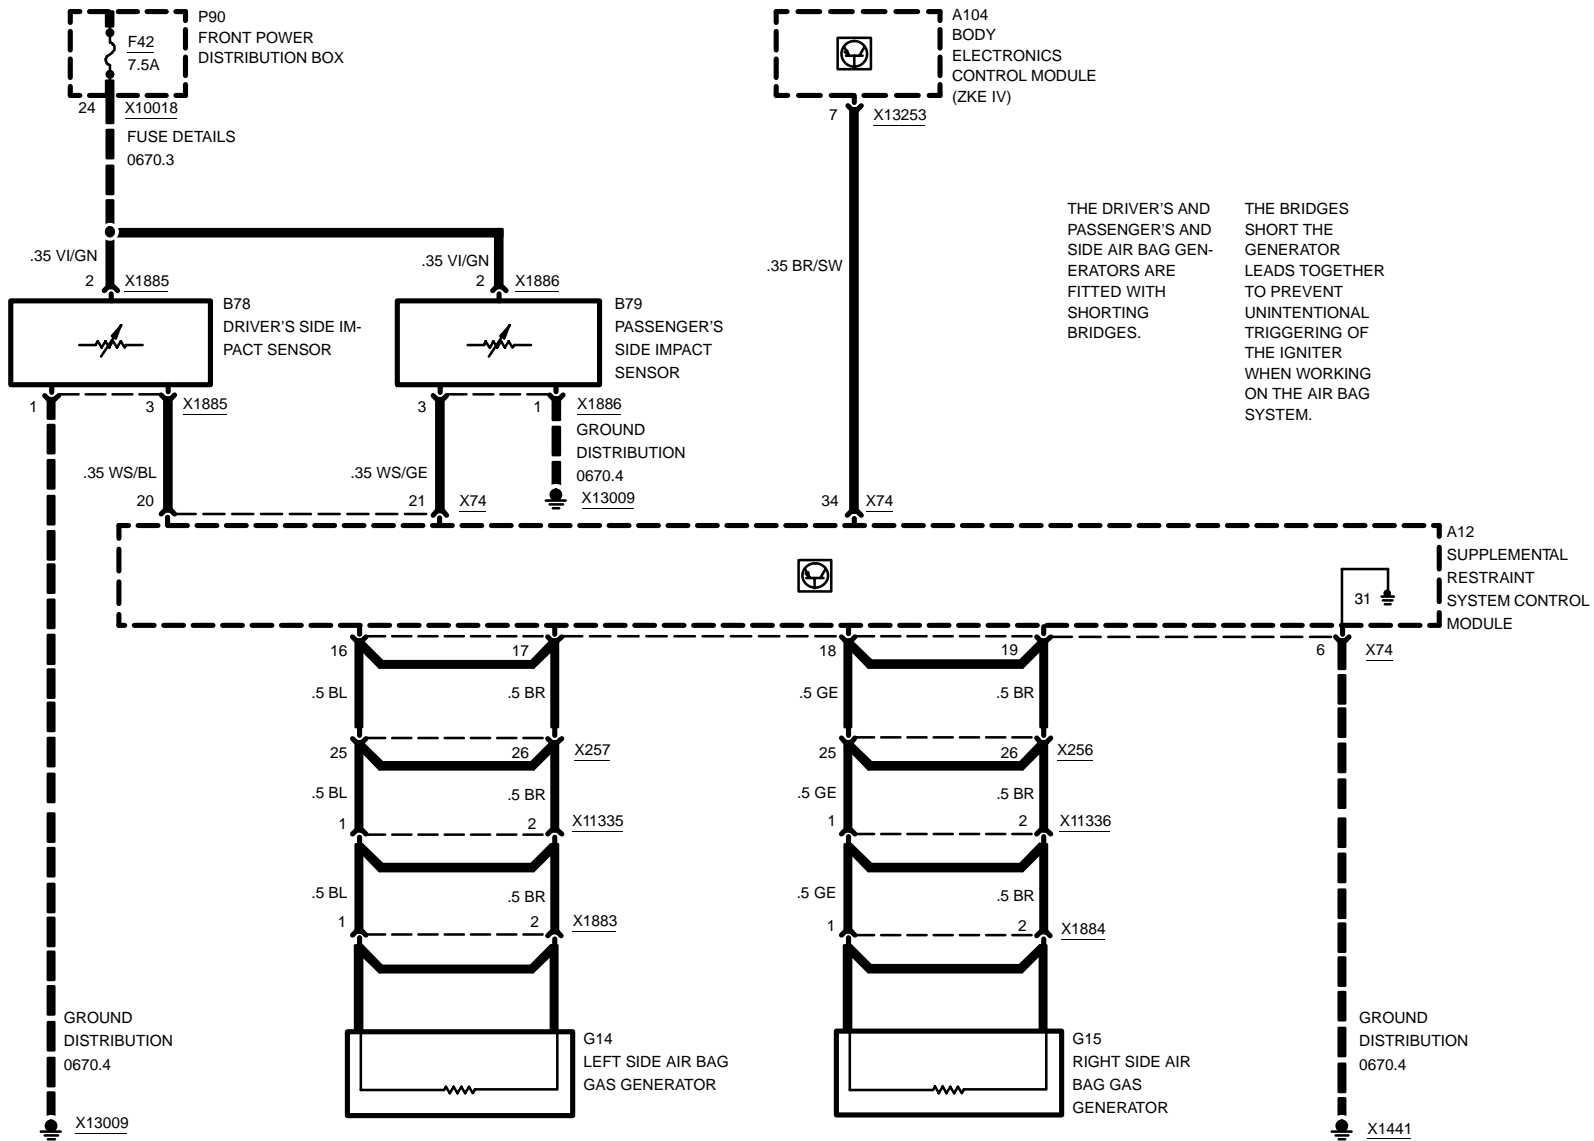 P90
FRONT POWER
DISTRIBUTION BOX
F42
7.5A
24
X10018
FUSE DETAILS
0670.3
A104
BODY
ELECTRONICS
CONTROL MODULE
(ZKE IV)
7
X13253
.35 VI/GN
2
X1885
.35 VI/GN
2
X1886
.35 BR/SW
THE DRIVER'S AND
PASSENGER'S AND
SIDE AIR BAG GEN-
ERATORS ARE
FITTED WITH
SHORTING
BRIDGES.
THE BRIDGES
SHORT THE
GENERATOR
LEADS TOGETHER
TO PREVENT
UNINTENTIONAL
TRIGGERING OF
THE IGNITER
WHEN WORKING
ON THE AIR BAG
SYSTEM.
B78
DRIVER'S SIDE IM-
PACT SENSOR
B79
PASSENGER'S
SIDE IMPACT
SENSOR
1
3
X1885
3
1
X1886
GROUND
DISTRIBUTION
0670.4
X13009
.35 WS/BL
.35 WS/GE
20
21
X74
34
X74
A12
SUPPLEMENTAL
RESTRAINT
SYSTEM CONTROL
MODULE
31
16
17
18
19
6
X74
.5 BL
.5 BR
.5 GE
.5 BR
25
26
X257
25
26
X256
.5 BL
.5 BR
.5 GE
.5 BR
1
2
X11335
1
2
X11336
.5 BL
.5 BR
.5 GE
.5 BR
1
2
X1883
1
2
X1884
GROUND
DISTRIBUTION
0670.4
X13009
G14
LEFT SIDE AIR BAG
GAS GENERATOR
G15
RIGHT SIDE AIR
BAG GAS
GENERATOR
GROUND
DISTRIBUTION
0670.4
X1441